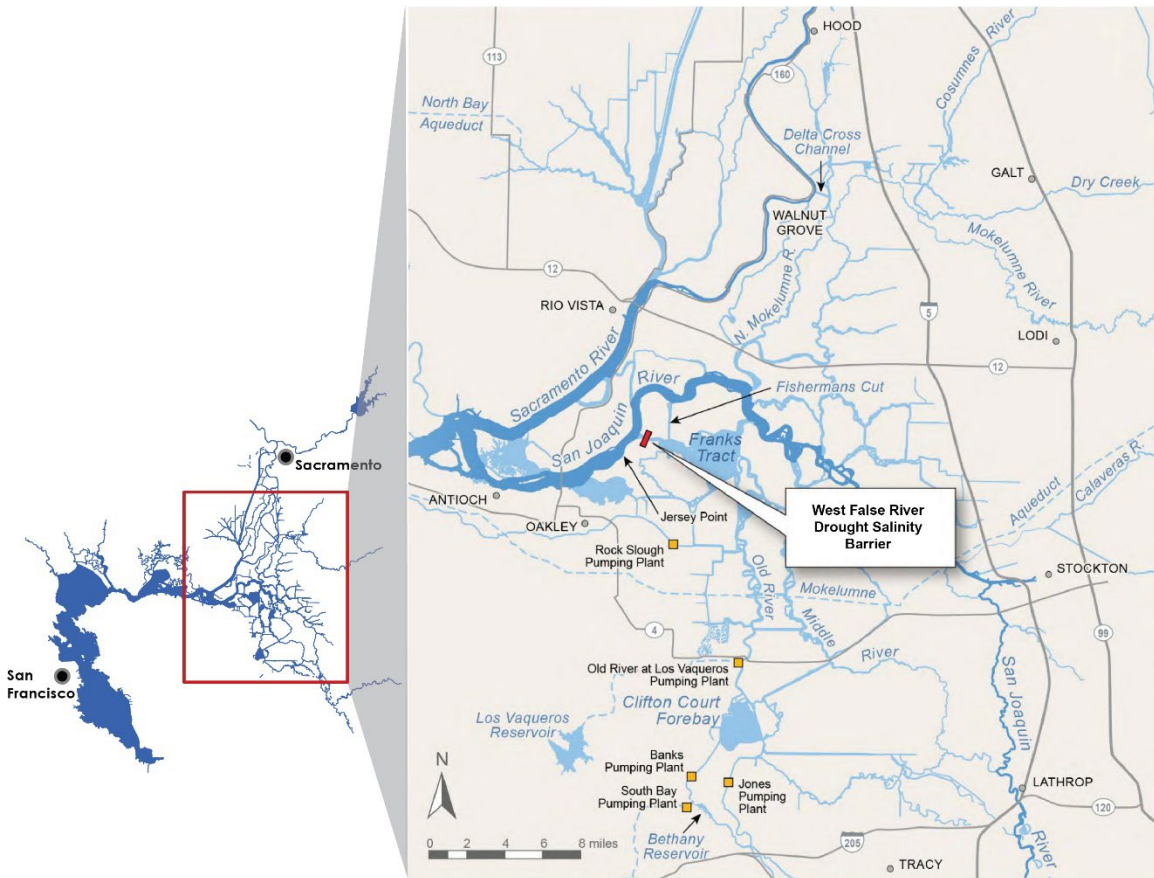 Sacramento
San
Francisco
HOOD
113
160
Cosumnes
River
North Bay
Aqueduct
Delta Cross
Channel
GALT
Dry Creek
WALNUT
GROVE
Mokelumne
River
12
RIO VISTA
N. Mokelumne R.
5
LODI
12
Sacramento River
San Joaquin
River
Fishermans Cut
Franks
Tract
Calaveras R.
Aqueduct
ANTIOCH
West False River
Drought Salinity
Barrier
Jersey Point
OAKLEY
Rock Slough
Pumping Plant
STOCKTON
Old River
Mokelumne
Middle
River
4
99
Old River at Los Vaqueros
Pumping Plant
San Joaquin
River
Clifton Court
Forebay
Los Vaqueros
Reservoir
Banks
Pumping Plant
N
South Bay
Pumping Plant
Jones
Pumping
Plant
LATHROP
120
Bethany
Reservoir
205
0 2 4 6 8 miles
TRACY